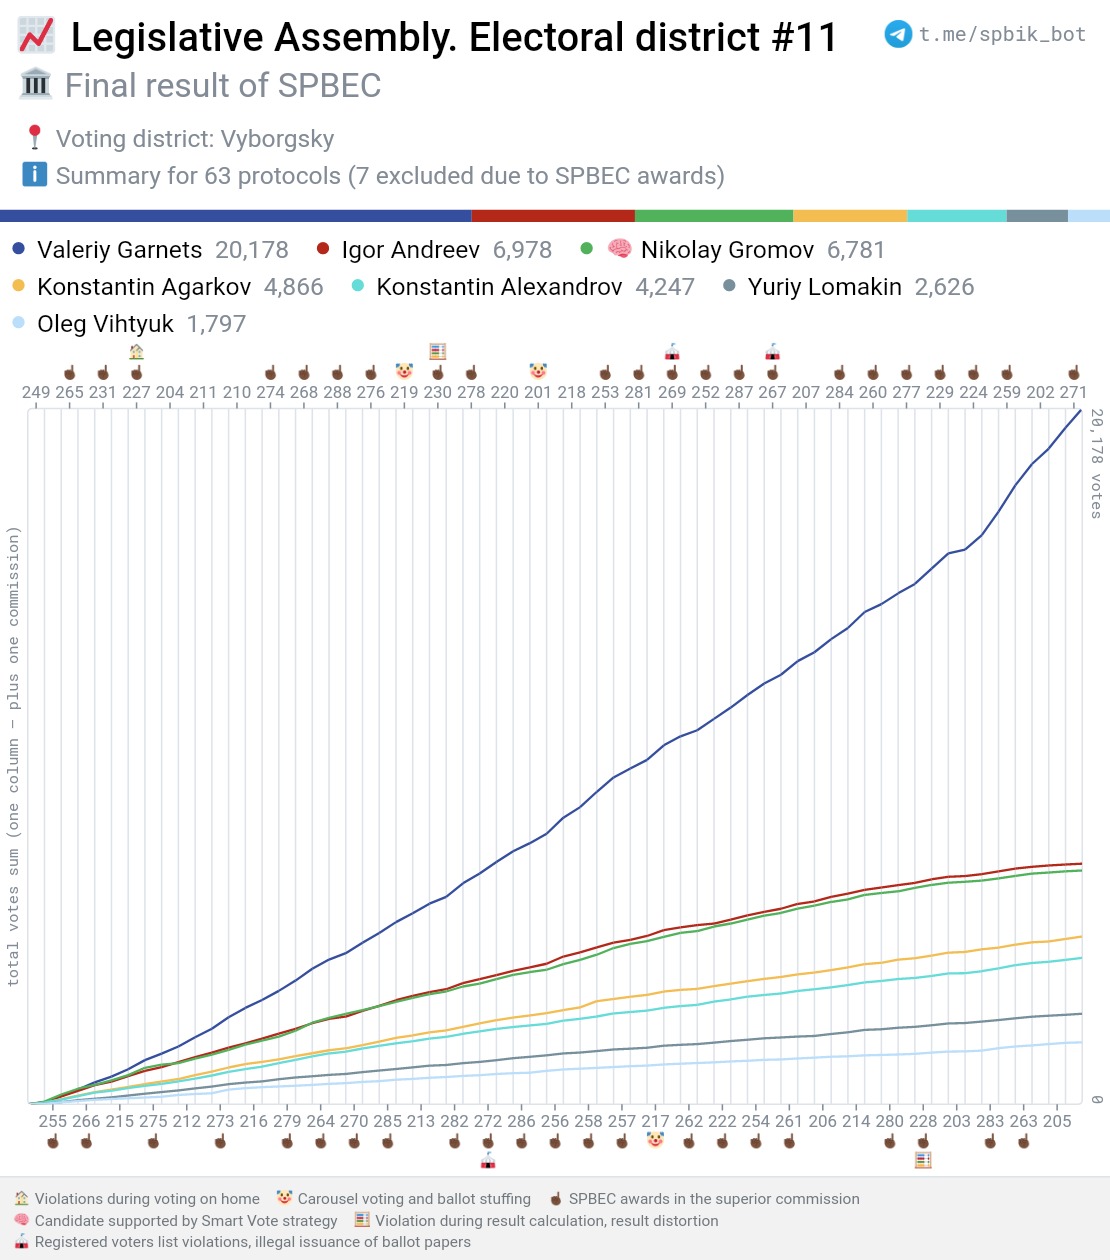 Legislative Assembly. Electoral district #11
t.me/spbik_bot
Final result of SPBEC
Voting district: Vyborgsky
Summary for 63 protocols (7 excluded due to SPBEC awards)
Valeriy Garnets 20,178 Igor Andreev 6,978 Nikolay Gromov 6,781
Konstantin Agarkov 4,866 Konstantin Alexandrov 4,247 Yuriy Lomakin 2,626
Oleg Vihtyuk 1,797
249 265 231 227 204 211 210 274 268 288 276 219 230 278 220 201 218 253 281 269 252 287 267 207 284 260 277 229 224 259 202 271
20,178 votes
total votes sum (one column – plus one commission)
0
255 266 215 275 212 273 216 279 264 270 285 213 282 272 286 256 258 257 217 262 222 254 261 206 214 280 228 203 283 263 205
Violations during voting on home Carousel voting and ballot stuffing SPBEC awards in the superior commission
Candidate supported by Smart Vote strategy Violation during result calculation, result distortion
Registered voters list violations, illegal issuance of ballot papers